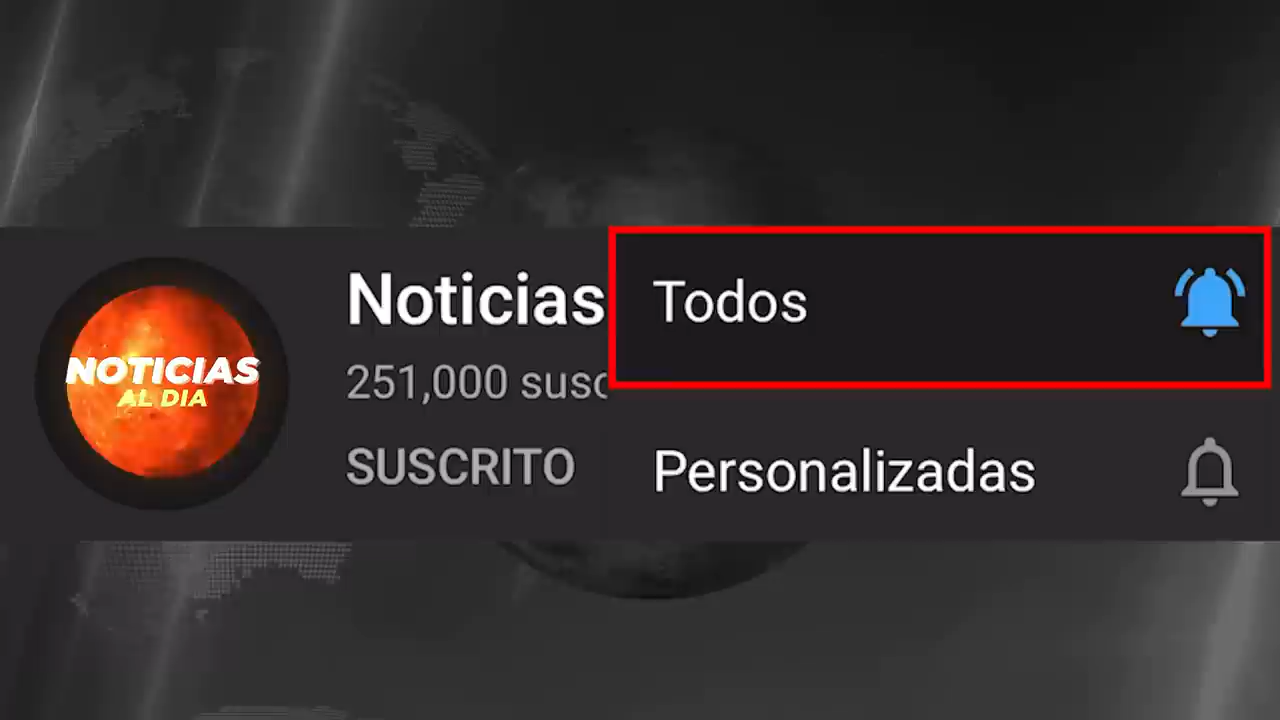 NOTICIAS
AL DIA
Noticias
251,000 susc
SUSCRITO
Todos
Personalizadas